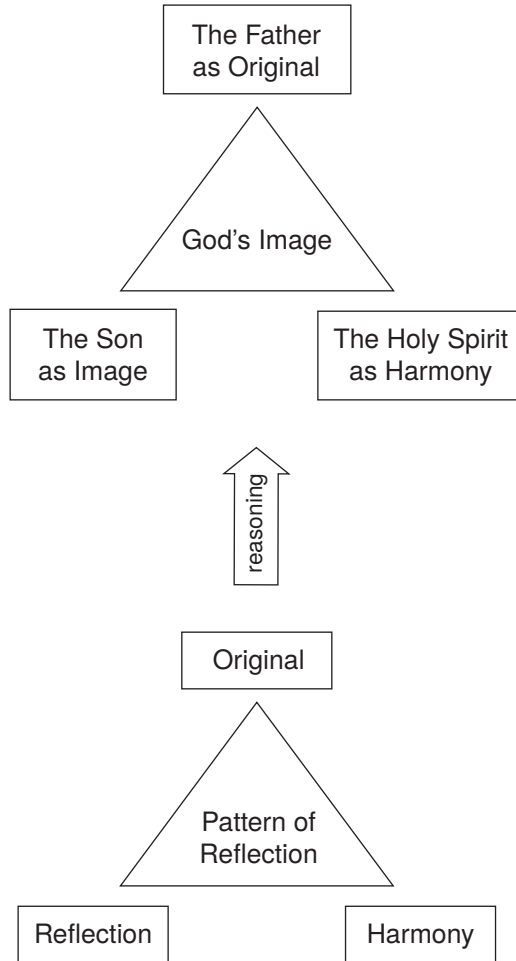 The Father
as Original
God's Image
The Son
as Image
The Holy Spirit
as Harmony
reasoning
Original
Pattern of
Reflection
Reflection
Harmony